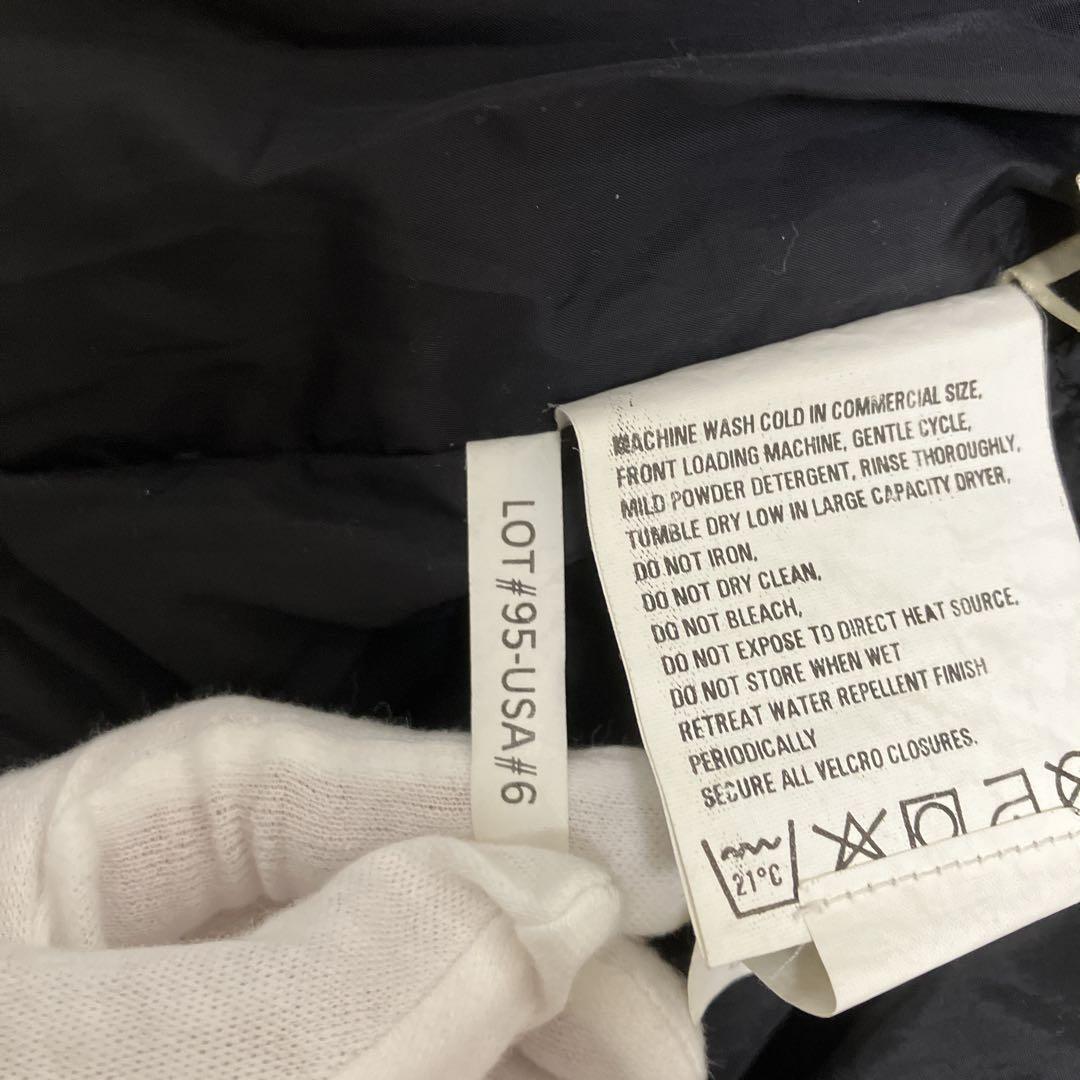 MACHINE WASH COLD IN COMMERCIAL SIZE,
FRONT LOADING MACHINE, GENTLE CYCLE,
MILD POWDER DETERGENT, RINSE THOROUGHLY,
TUMBLE DRY LOW IN LARGE CAPACITY DRYER,
DO NOT IRON,
DO NOT DRY CLEAN,
DO NOT BLEACH,
DO NOT EXPOSE TO DIRECT HEAT SOURCE,
DO NOT STORE WHEN WET
RETREAT WATER REPELLENT FINISH
PERIODICALLY
SECURE ALL VELCRO CLOSURES.
21°C
LOT#95-USA#6